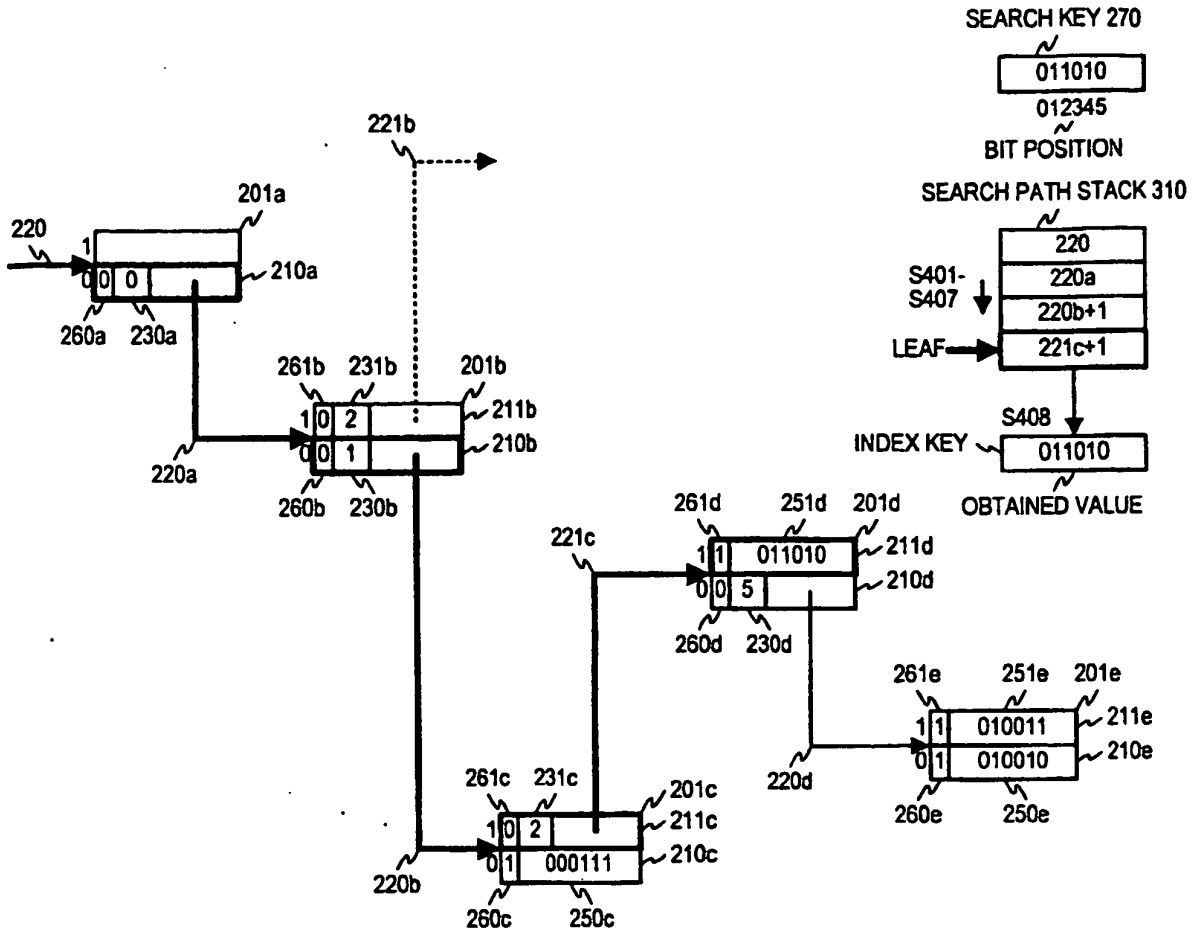 SEARCH KEY 270
011010
012345
BIT POSITION
221b
SEARCH PATH STACK 310
201a
220
1
220
210a
0 0 0
220a
S401-
S407
220b+1
260a 230a
LEAF
221c+1
261b 231b 201b
S408
1 0 2
211b
220a
0 0 1
210b
INDEX KEY
011010
260b 230b
OBTAINED VALUE
261d 251d 201d
221c
1 1 011010
211d
0 0 5
210d
260d 230d
261e 251e 201e
1 1 010011
211e
220d
0 1 010010
210e
261c 231c 201c
260e 250e
1 0 2
211c
220b
0 1 000111
210c
260c 250c